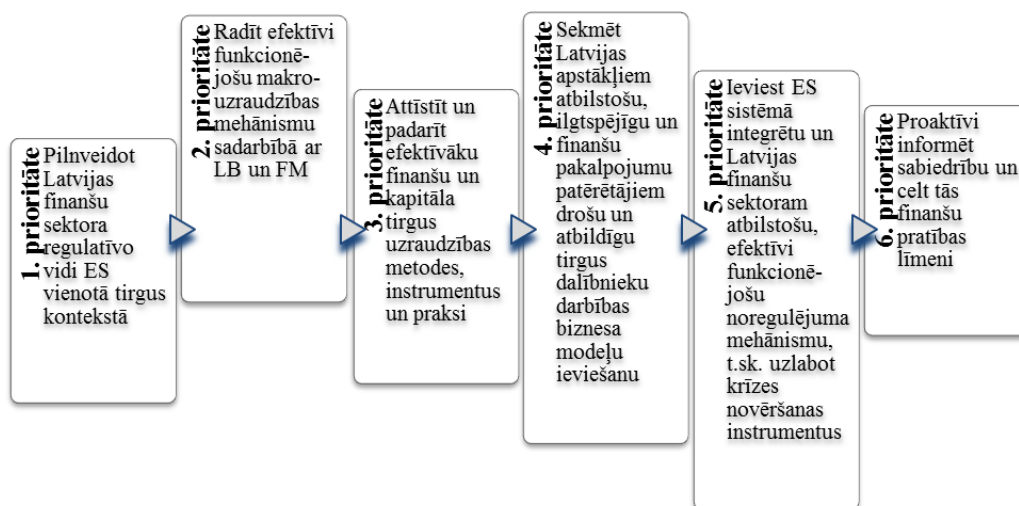 1. prioritāte
Pilnveidot
Latvijas
finanšu
sektora
regulatīvo
vidi ES
vienotā tirgus
kontekstā
2. prioritāte
Radīt efektīvi
funkcionē-
jošu makro-
uzraudzības
mehānismu
sadarbībā ar
LB un FM
3. prioritāte
Attīstīt un
padarīt
efektīvāku
finanšu un
kapitāla
tirgus
uzraudzības
metodes,
instrumentus
un praksi
4. prioritāte
Sekmēt
Latvijas
apstākļiem
atbilstošu,
ilgtspējīgu un
finanšu
pakalpojumu
patērētājiem
drošu un
atbildīgu
tirgus
dalībnieku
darbības
biznesa
modeļu
ieviešanu
5. prioritāte
Ieviest ES
sistēmā
integrētu un
Latvijas
finanšu
sektoram
atbilstošu,
efektīvi
funkcionē-
jošu
noregulējuma
mehānismu,
t.sk. uzlabot
krīzes
novēršanas
instrumentus
6. prioritāte
Proaktīvi
informēt
sabiedrību un
celt tās
finanšu
pratības
līmeni